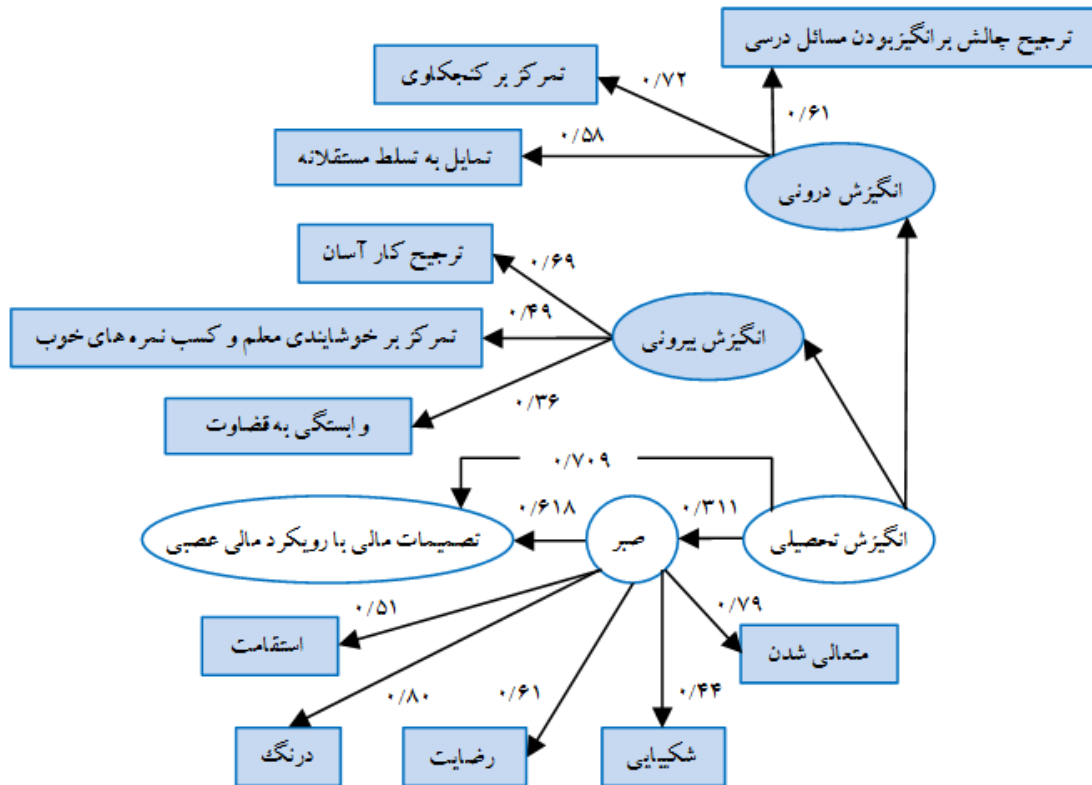 ترجیح چالش برانگیزبودن مسائل درسی
تمرکز بر کنجکاوی
۰/۷۲
۰/۶۱
تمایل به تسلط مستقلانه
۰/۵۸
انگیزش درونی
ترجیح کار آسان
۰/۶۹
تمرکز بر خوشایندی معلم و کسب نمره های خوب
۰/۴۹
انگیزش بیرونی
۰/۳۶
وابستگی به قضاوت
۰/۷۰۹
۰/۶۱۸
۰/۳۱۱
انگیزش تحصیلی
صبر
تصمیمات مالی با رویکرد مالی عصبی
۰/۵۱
۰/۷۹
استقامت
متعالی شدن
۰/۸۰
۰/۶۱
۰/۴۴
درنگ
رضایت
شکیبایی